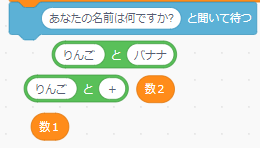 あなたの名前は何ですか? と聞いて待つ
りんご と バナナ
りんご と + 数2
数1